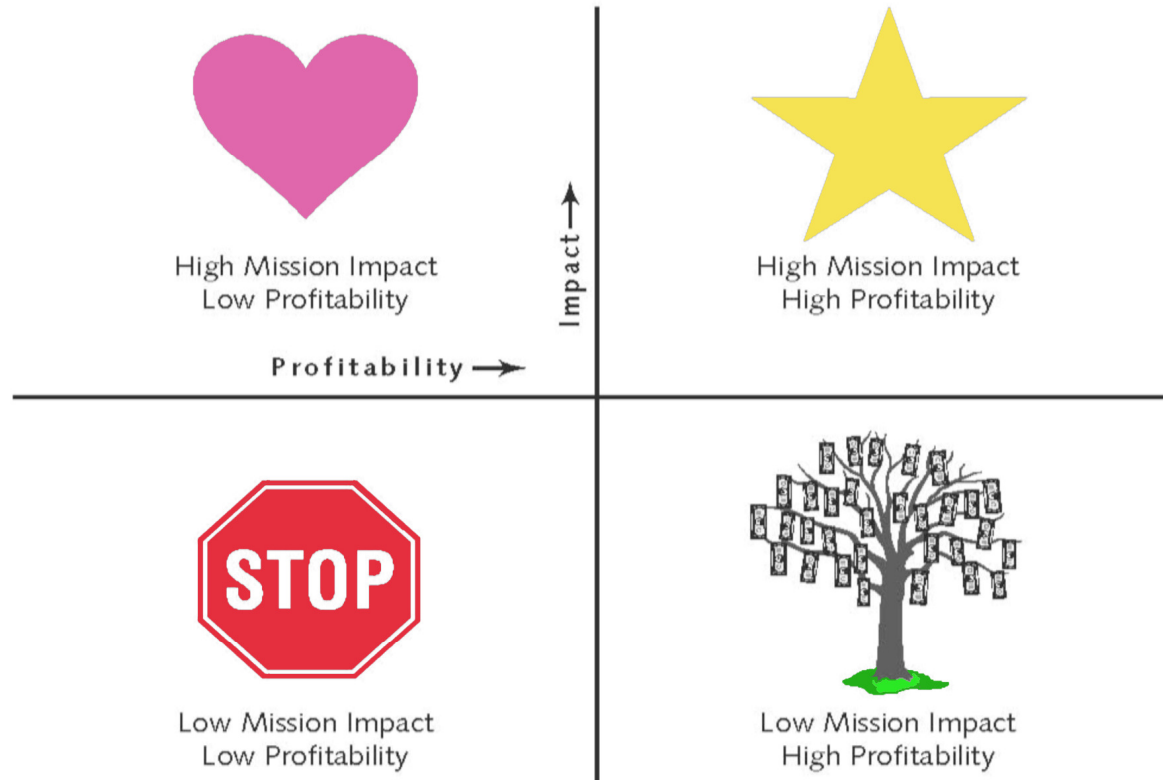 High Mission Impact
Low Profitability
High Mission Impact
High Profitability
Impact
Profitability
STOP
Low Mission Impact
Low Profitability
Low Mission Impact
High Profitability